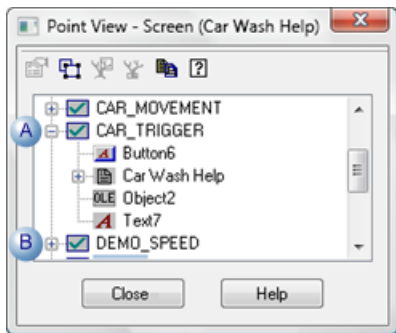 Point View - Screen (Car Wash Help)
CAR_MOVEMENT
A CAR_TRIGGER
A Button6
Car Wash Help
OLE Object2
A Text7
B DEMO_SPEED
Close Help